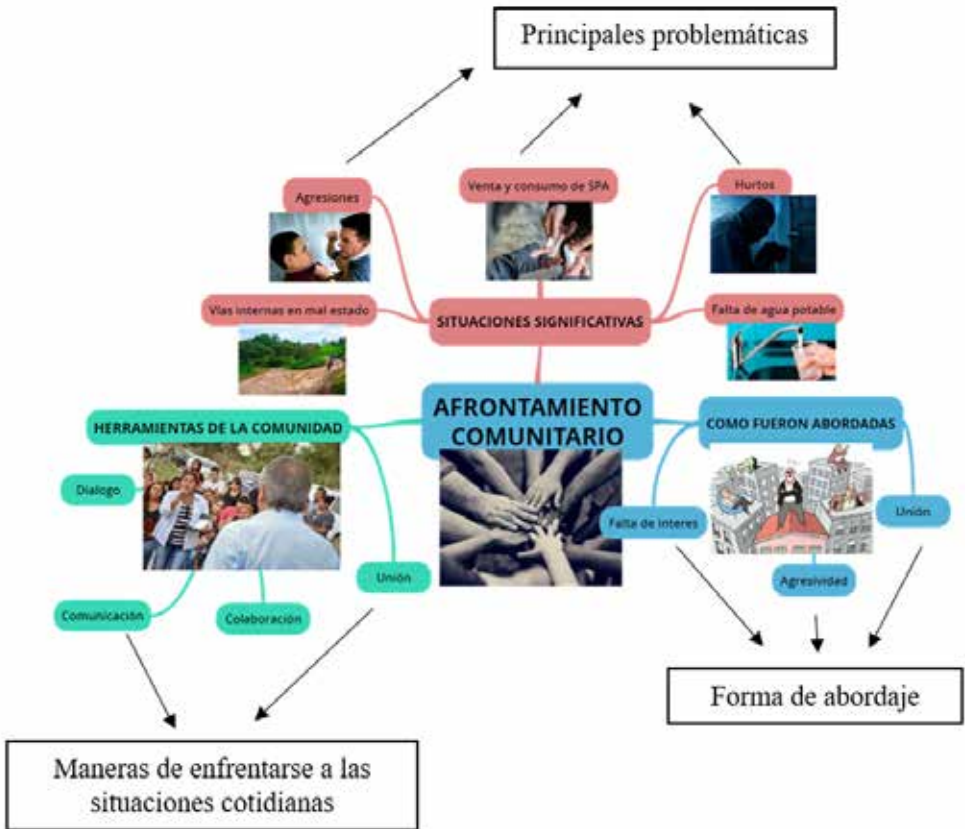 Principales problemáticas
Agresiones
Venta y consumo de SPA
Hurtos
Vías internas en mal estado
SITUACIONES SIGNIFICATIVAS
Falta de agua potable
AFRONTAMIENTO
COMUNITARIO
HERRAMIENTAS DE LA COMUNIDAD
COMO FUERON ABORDADAS
Dialogo
Falta de interes
Unión
Unión
Agresividad
Comunicación
Colaboración
Forma de abordaje
Maneras de enfrentarse a las
situaciones cotidianas